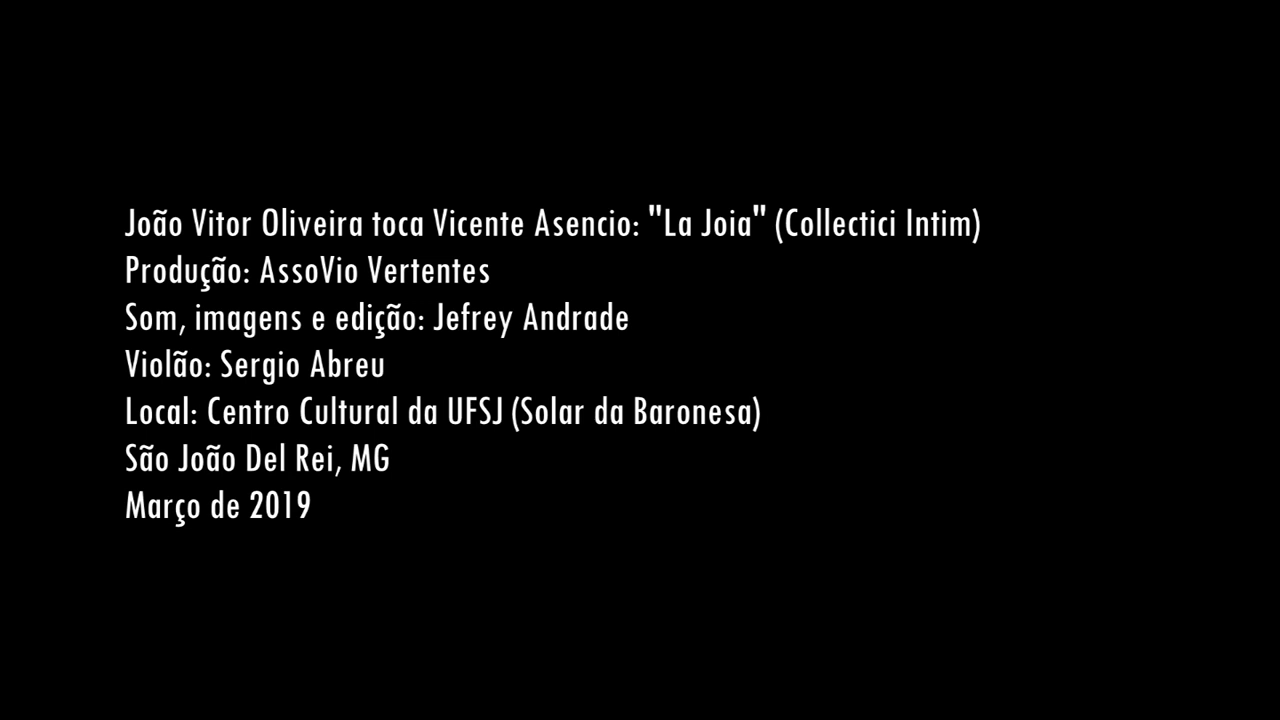 João Vitor Oliveira toca Vicente Asencio: "La Joia" (Collectici Intim)
Produção: AssoVio Vertentes
Som, imagens e edição: Jefrey Andrade
Violão: Sergio Abreu
Local: Centro Cultural da UFSJ (Solar da Baronesa)
São João Del Rei, MG
Março de 2019